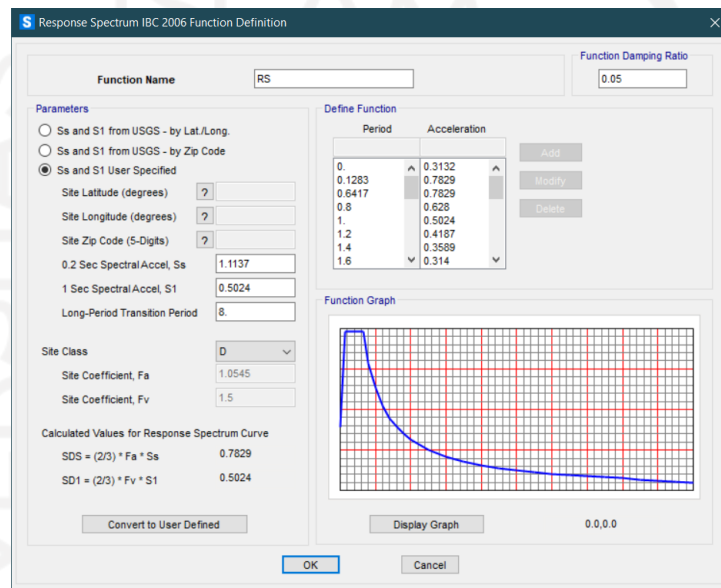 S Response Spectrum IBC 2006 Function Definition
Function Damping Ratio
Function Name RS 0.05
Parameters
Ss and S1 from USGS - by Lat./Long.
Ss and S1 from USGS - by Zip Code
Ss and S1 User Specified
Site Latitude (degrees) ?
Site Longitude (degrees) ?
Site Zip Code (5-Digits) ?
0.2 Sec Spectral Accel, Ss 1.1137
1 Sec Spectral Accel, S1 0.5024
Long-Period Transition Period 8.
Site Class D
Site Coefficient, Fa 1.0545
Site Coefficient, Fv 1.5
Calculated Values for Response Spectrum Curve
SDS = (2/3) * Fa * Ss 0.7829
SD1 = (2/3) * Fv * S1 0.5024
Convert to User Defined
Define Function
Period Acceleration
0. 0.3132
0.1283 0.7829
0.6417 0.7829
0.8 0.628
1. 0.5024
1.2 0.4187
1.4 0.3589
1.6 0.314
Add
Modify
Delete
Function Graph
Display Graph 0.0,0.0
OK Cancel